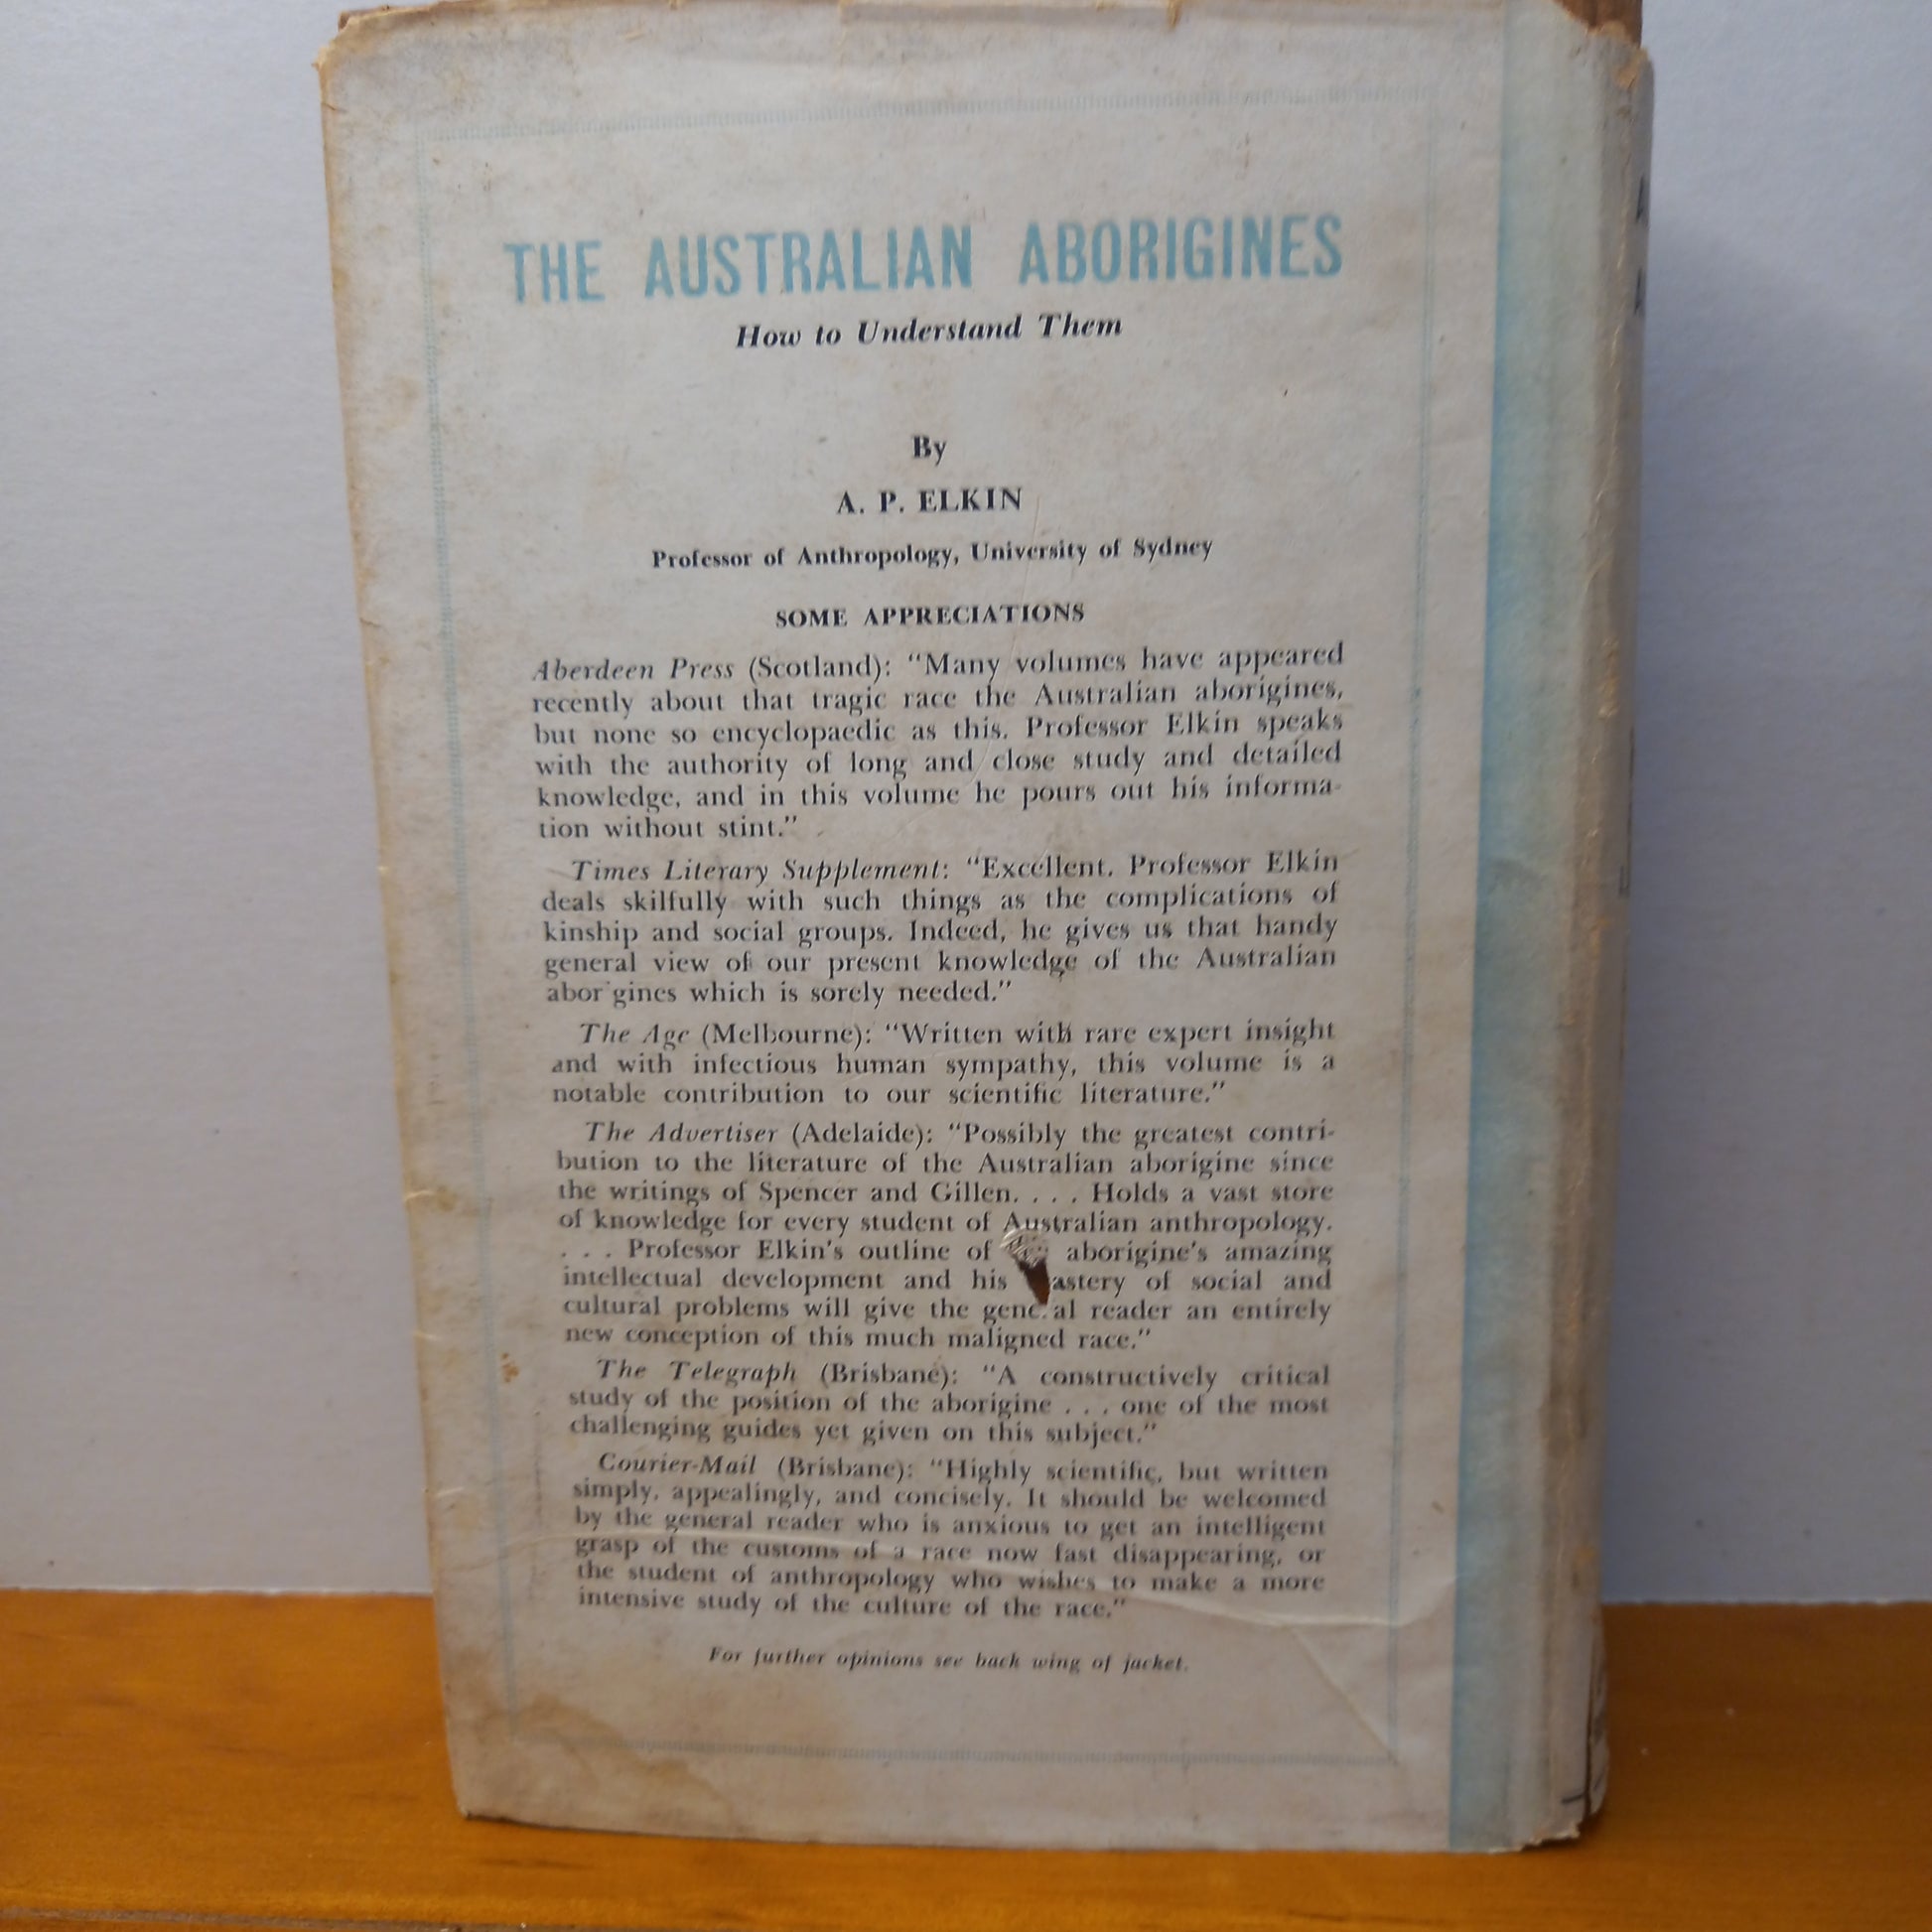 THE AUSTRALIAN ABORIGINES
How to Understand Them
By
A. P. ELKIN
Professor of Anthropology, University of Sydney
SOME APPRECIATIONS
Aberdeen Press (Scotland): "Many volumes have appeared
recently about that tragic race the Australian aborigines,
but none so encyclopaedic as this. Professor Elkin speaks
with the authority of long and close study and detailed
knowledge, and in this volume he pours out his informa-
tion without stint."
Times Literary Supplement: "Excellent. Professor Elkin
deals skilfully with such things as the complications of
kinship and social groups. Indeed, he gives us that handy
general view of our present knowledge of the Australian
abor gines which is sorely needed."
The Age (Melbourne): "Written with rare expert insight
and with infectious human sympathy, this volume is a
notable contribution to our scientific literature."
The Advertiser (Adelaide): "Possibly the greatest contri-
bution to the literature of the Australian aborigine since
the writings of Spencer and Gillen. . . . Holds a vast store
of knowledge for every student of Australian anthropology.
. . . Professor Elkin's outline of aborigine's amazing
intellectual development and his astery of social and
cultural problems will give the gene al reader an entirely
new conception of this much maligned race."
The Telegraph (Brisbane): "A constructively critical
study of the position of the aborigine . . . one of the most
challenging guides yet given on this subject."
Courier-Mail (Brisbane): "Highly scientific, but written
simply, appealingly, and concisely. It should be welcomed
by the general reader who is anxious to get an intelligent
grasp of the customs of a race now fast disappearing, or
the student of anthropology who wishes to make a more
intensive study of the culture of the race."
For further opinions see back wing of jacket.